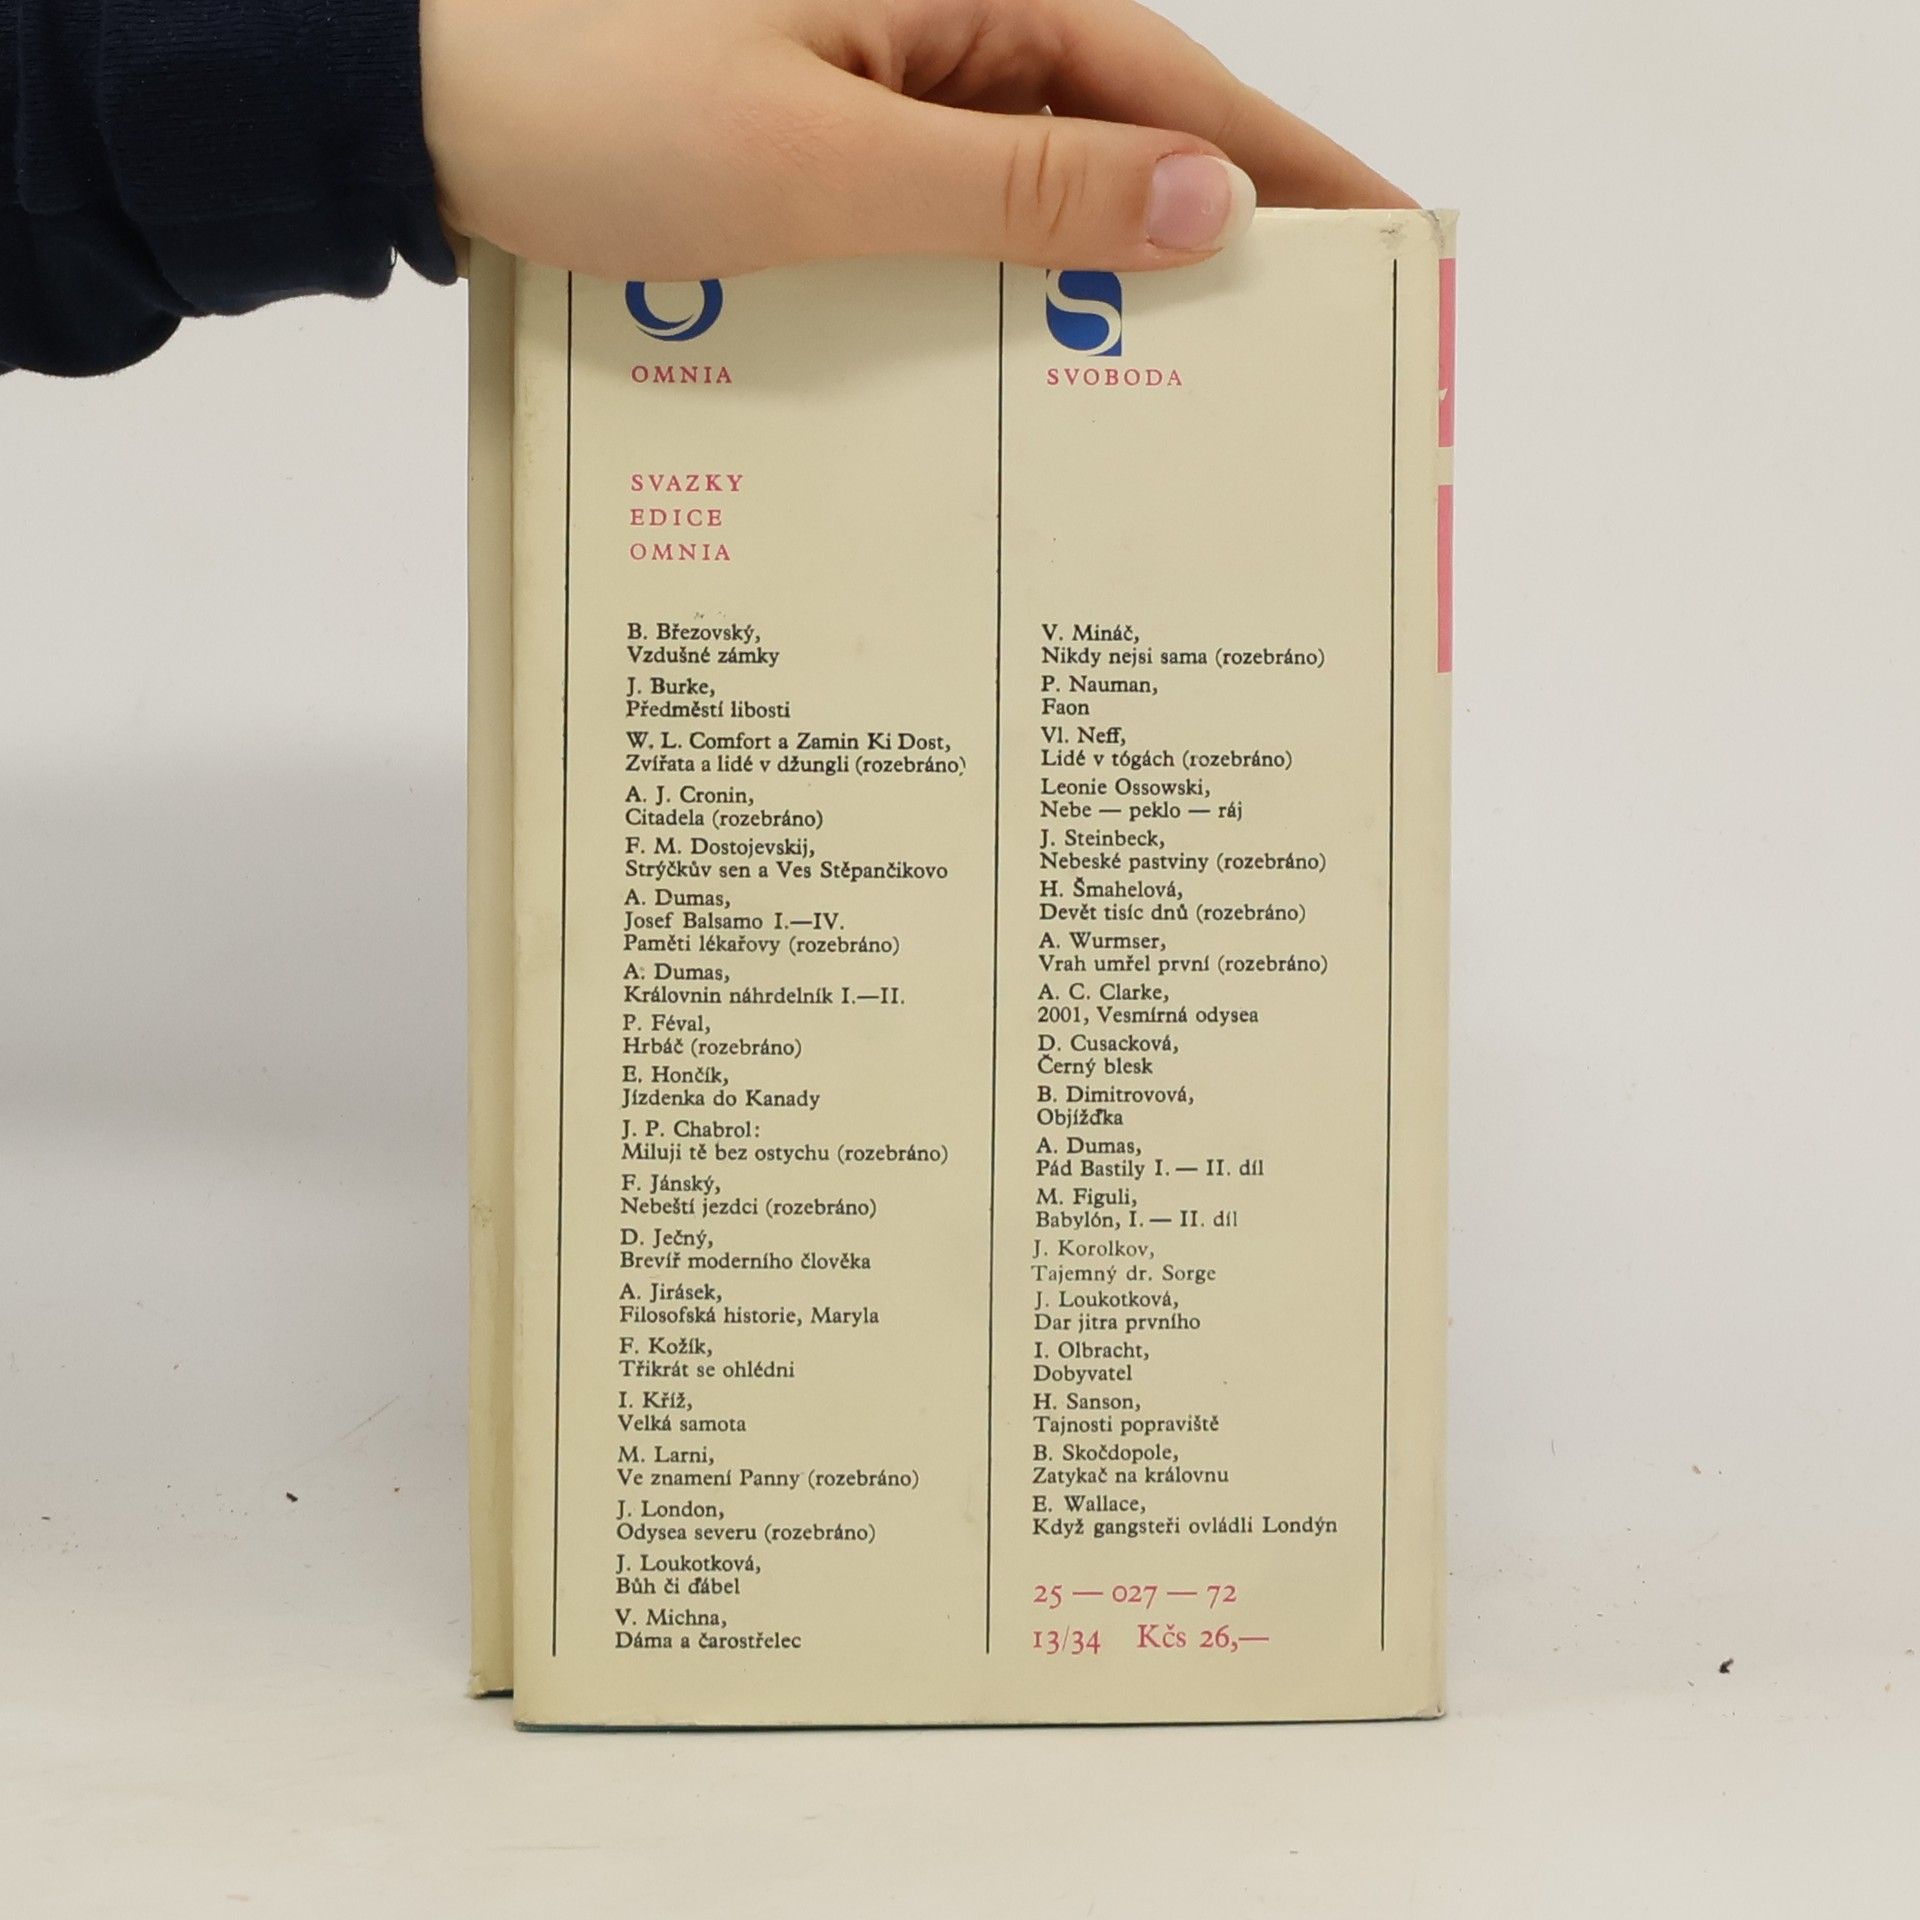 OMNIA
SVAZKY
EDICE
OMNIA
B. Březovský,
Vzdušné zámky
J. Burke,
Předměstí libosti
W. L. Comfort a Zamin Ki Dost,
Zvířata a lidé v džungli (rozebráno)
A. J. Cronin,
Citadela (rozebráno)
F. M. Dostojevskij,
Strýčkův sen a Ves Stěpančikovo
A. Dumas,
Josef Balsamo I.—IV.
Paměti lékařovy (rozebráno)
A. Dumas,
Královnin náhrdelník I.—II.
P. Féval,
Hrbáč (rozebráno)
E. Hončík,
Jízdenka do Kanady
J. P. Chabrol:
Miluji tě bez ostychu (rozebráno)
F. Jánský,
Nebeští jezdci (rozebráno)
D. Ječný,
Brevíř moderního člověka
A. Jirásek,
Filosofská historie, Maryla
F. Kožík,
Třikrát se ohlédni
I. Kříž,
Velká samota
M. Larni,
Ve znamení Panny (rozebráno)
J. London,
Odysea severu (rozebráno)
J. Loukotková,
Bůh či ďábel
V. Michna,
Dáma a čarostřelec
SVOBODA
V. Mináč,
Nikdy nejsi sama (rozebráno)
P. Nauman,
Faon
Vl. Neff,
Lidé v tógách (rozebráno)
Leonie Ossowski,
Nebe — peklo — ráj
J. Steinbeck,
Nebeské pastviny (rozebráno)
H. Šmahelová,
Devět tisíc dnů (rozebráno)
A. Wurmser,
Vrah umřel první (rozebráno)
A. C. Clarke,
2001, Vesmírná odysea
D. Cusacková,
Černý blesk
B. Dimitrovová,
Objížďka
A. Dumas,
Pád Bastily I. — II. díl
M. Figuli,
Babylón, I. — II. díl
J. Korolkov,
Tajemný dr. Sorge
J. Loukotková,
Dar jitra prvního
I. Olbracht,
Dobyvatel
H. Sanson,
Tajnosti popraviště
B. Skočdopole,
Zatykač na královnu
E. Wallace,
Když gangsteři ovládli Londýn
25 — 027 — 72
13/34 Kčs 26,—